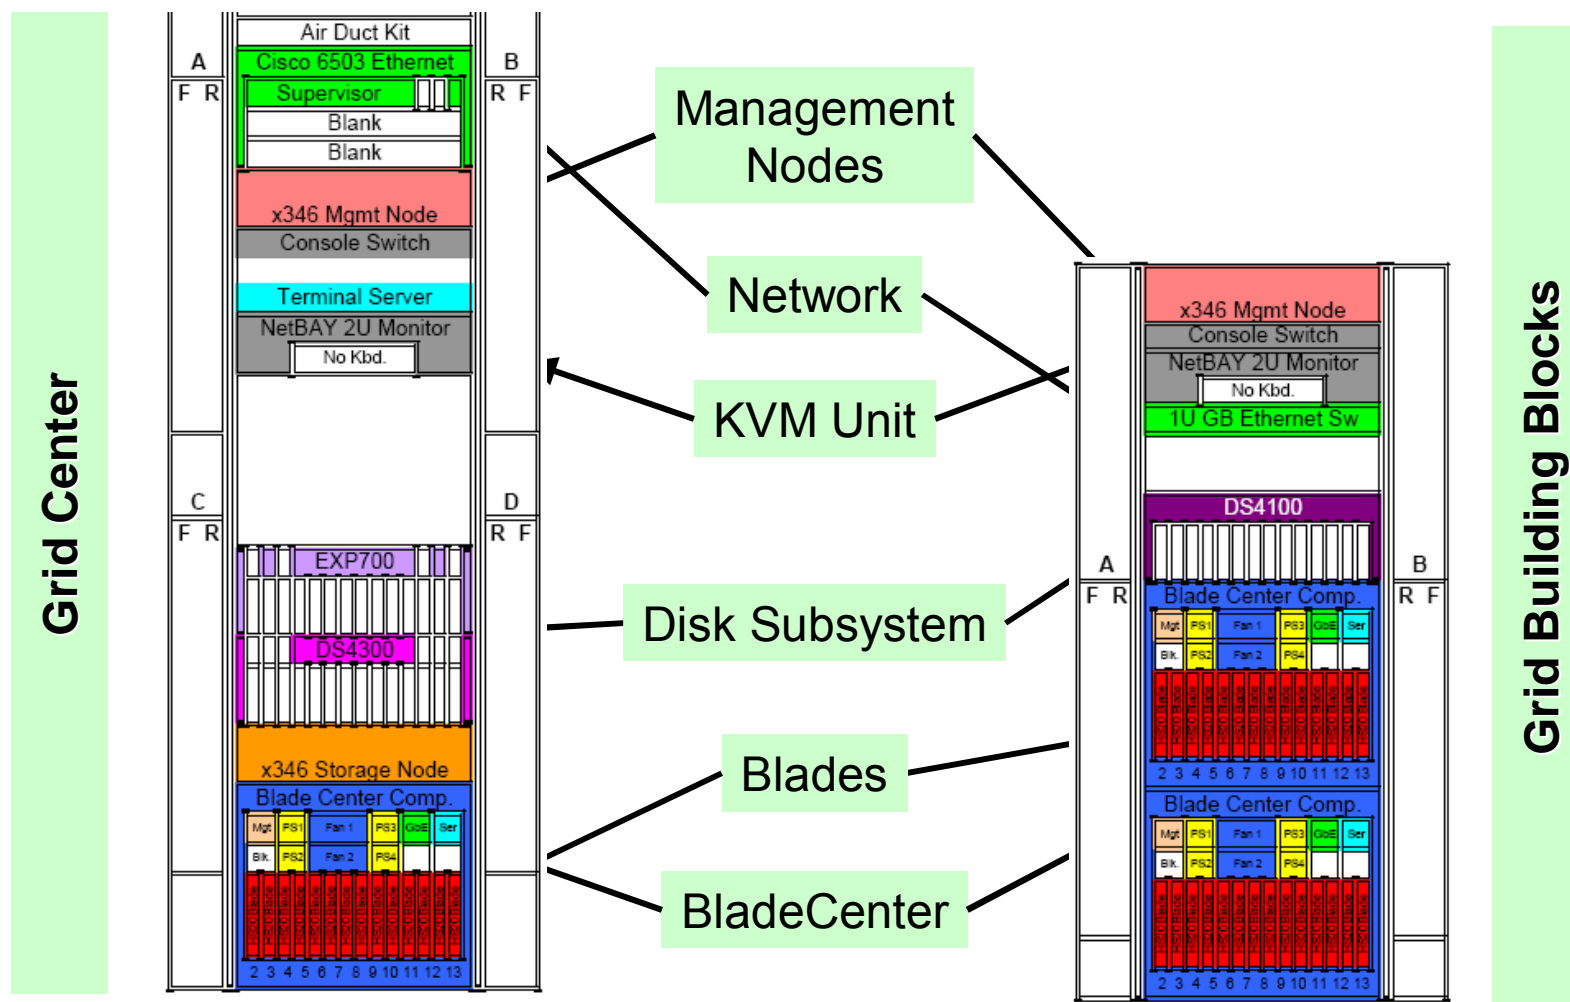 Grid Center
Air Duct Kit
A
Cisco 6503 Ethernet
B
F R
Supervisor
R F
Blank
Blank
x346 Mgmt Node
Console Switch
Terminal Server
NetBAY 2U Monitor
No Kbd.
C
D
F R
R F
EXP700
DS4300
x346 Storage Node
Blade Center Comp.
Mgt PS1 Fan 1 PS3 GbE Ser
Blk. PS2 Fan 2 PS4
2 3 4 5 6 7 8 9 10 11 12 13
Management
Nodes
Network
KVM Unit
Disk Subsystem
Blades
BladeCenter
x346 Mgmt Node
Console Switch
NetBAY 2U Monitor
No Kbd.
1U GB Ethernet Sw
DS4100
A
B
F R
R F
Blade Center Comp.
Mgt PS1 Fan 1 PS3 GbE Ser
Blk. PS2 Fan 2 PS4
2 3 4 5 6 7 8 9 10 11 12 13
Blade Center Comp.
Mgt PS1 Fan 1 PS3 GbE Ser
Blk. PS2 Fan 2 PS4
2 3 4 5 6 7 8 9 10 11 12 13
Grid Building Blocks